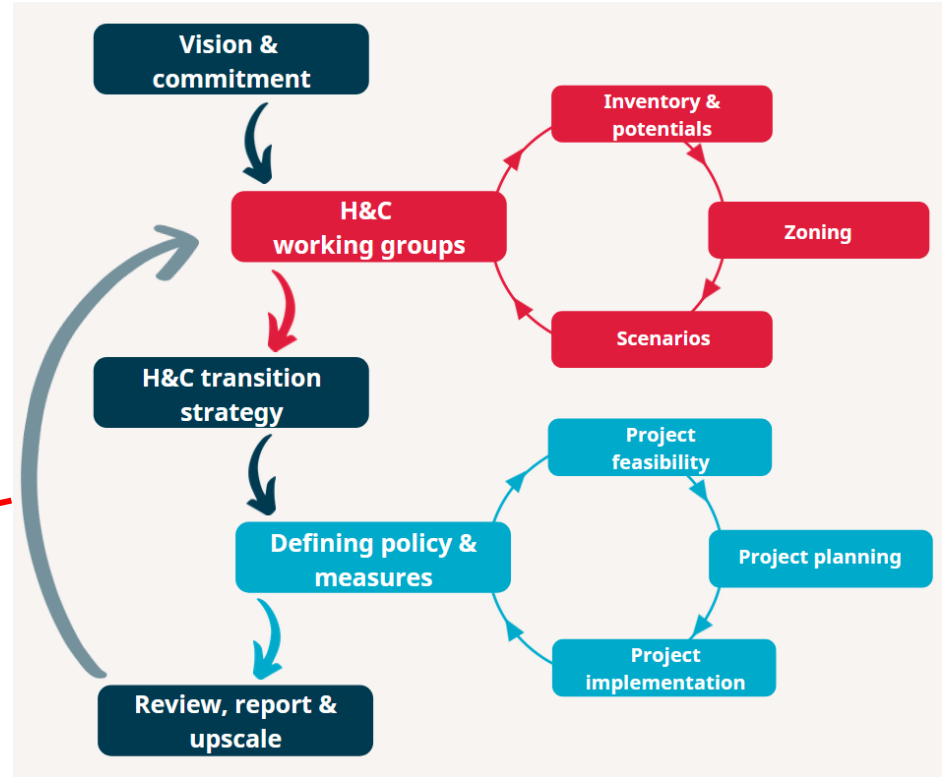 Vision &
commitment
Inventory &
potentials
H&C
working groups
Zoning
Scenarios
H&C transition
strategy
Project
feasibility
Defining policy &
measures
Project planning
Project
implementation
Review, report &
upscale